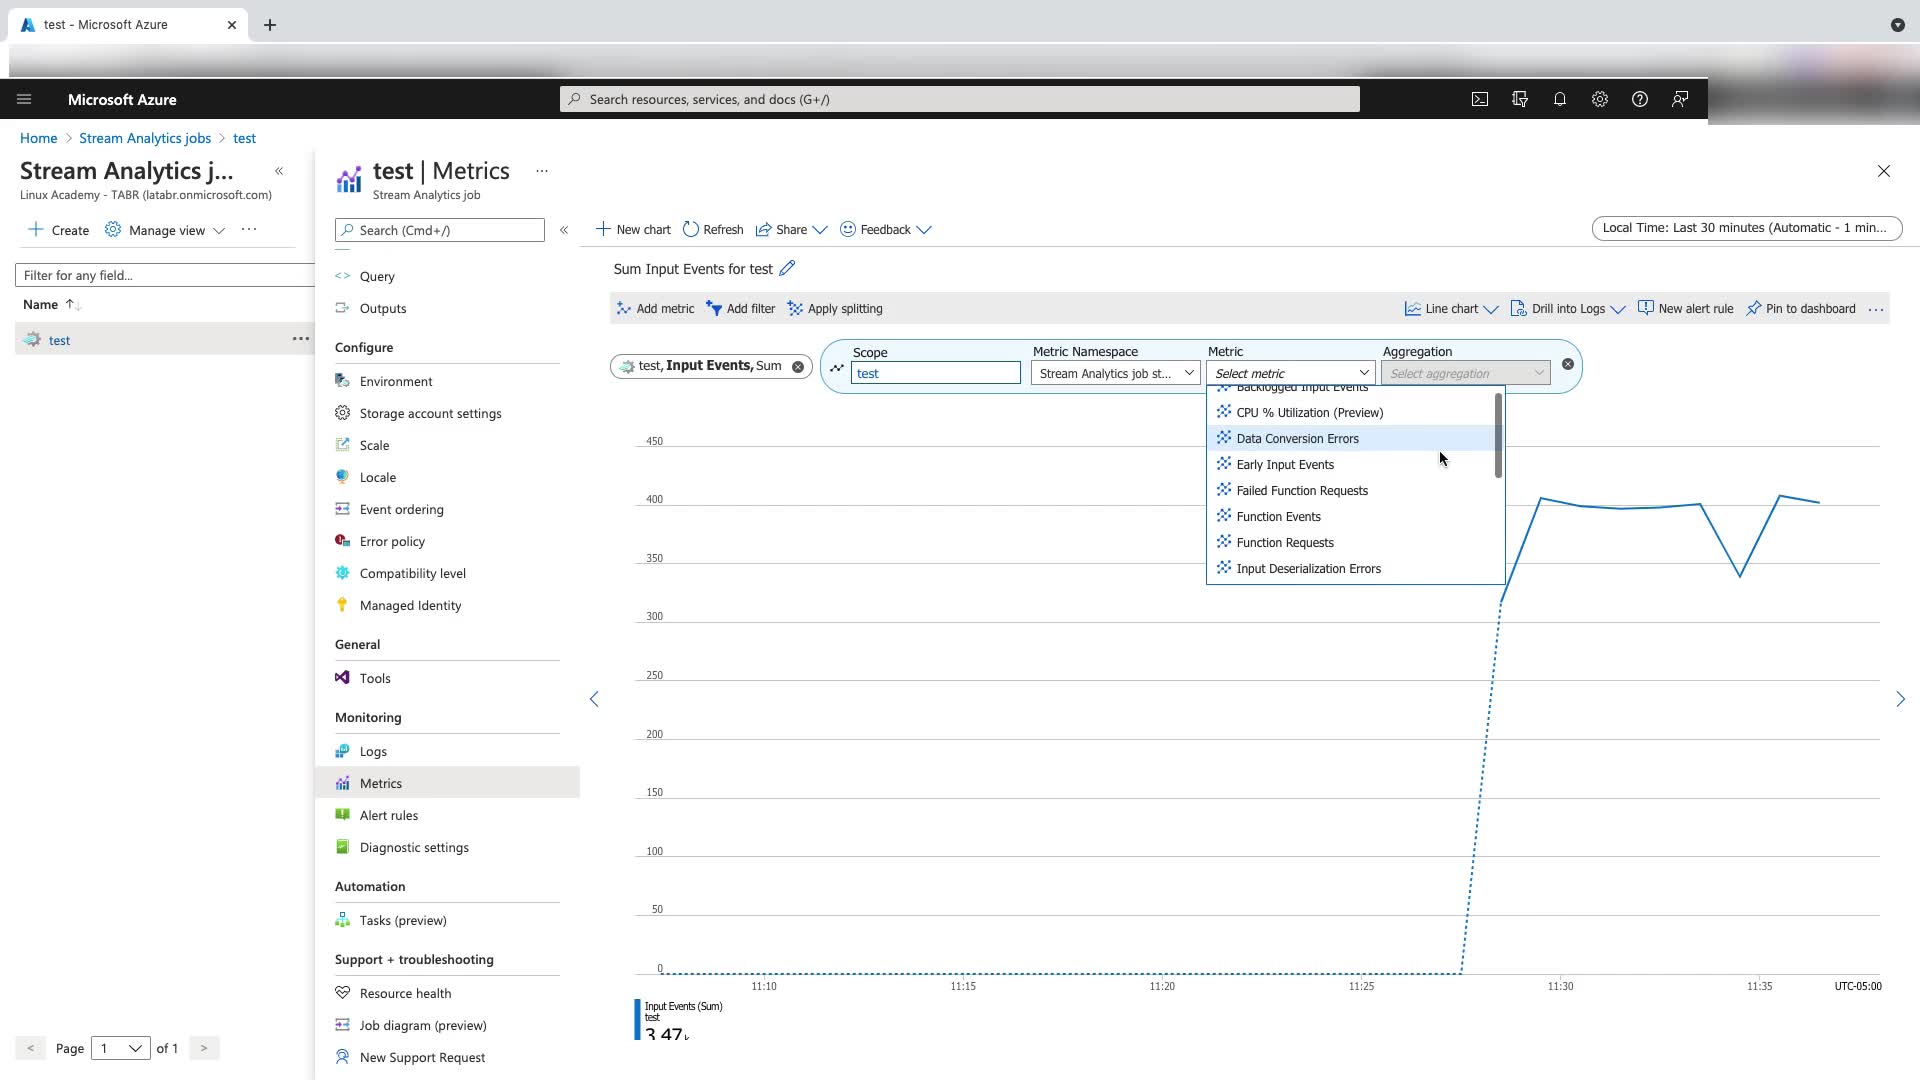 test - Microsoft Azure
Microsoft Azure
Search resources, services, and docs (G+/)
Home > Stream Analytics jobs > test
Stream Analytics j...
Linux Academy - TABR (latabr.onmicrosoft.com)
Create
Manage view
Filter for any field...
Name
test
Page 1 of 1
test | Metrics
Stream Analytics job
Search (Cmd+/)
Query
Outputs
Configure
Environment
Storage account settings
Scale
Locale
Event ordering
Error policy
Compatibility level
Managed Identity
General
Tools
Monitoring
Logs
Metrics
Alert rules
Diagnostic settings
Automation
Tasks (preview)
Support + troubleshooting
Resource health
Job diagram (preview)
New Support Request
New chart
Refresh
Share
Feedback
Local Time: Last 30 minutes (Automatic - 1 min...
Sum Input Events for test
Add metric
Add filter
Apply splitting
Line chart
Drill into Logs
New alert rule
Pin to dashboard
test, Input Events, Sum
Scope
test
Metric Namespace
Stream Analytics job st...
Metric
Select metric
Aggregation
Select aggregation
Backlogged Input Events
CPU % Utilization (Preview)
Data Conversion Errors
Early Input Events
Failed Function Requests
Function Events
Function Requests
Input Deserialization Errors
450
400
350
300
250
200
150
100
50
0
11:10
11:15
11:20
11:25
11:30
11:35
UTC-05:00
Input Events (Sum)
test
3.47k